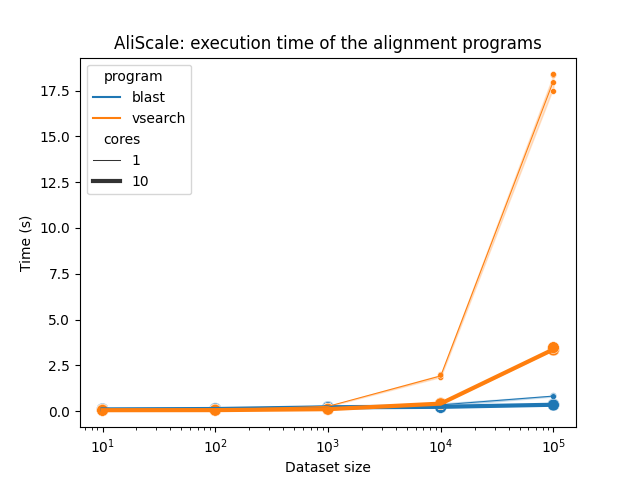 AliScale: execution time of the alignment programs
program
blast
vsearch
cores
1
10
17.5
15.0
12.5
10.0
7.5
5.0
2.5
0.0
Time (s)
10¹
10²
10³
10⁴
10⁵
Dataset size